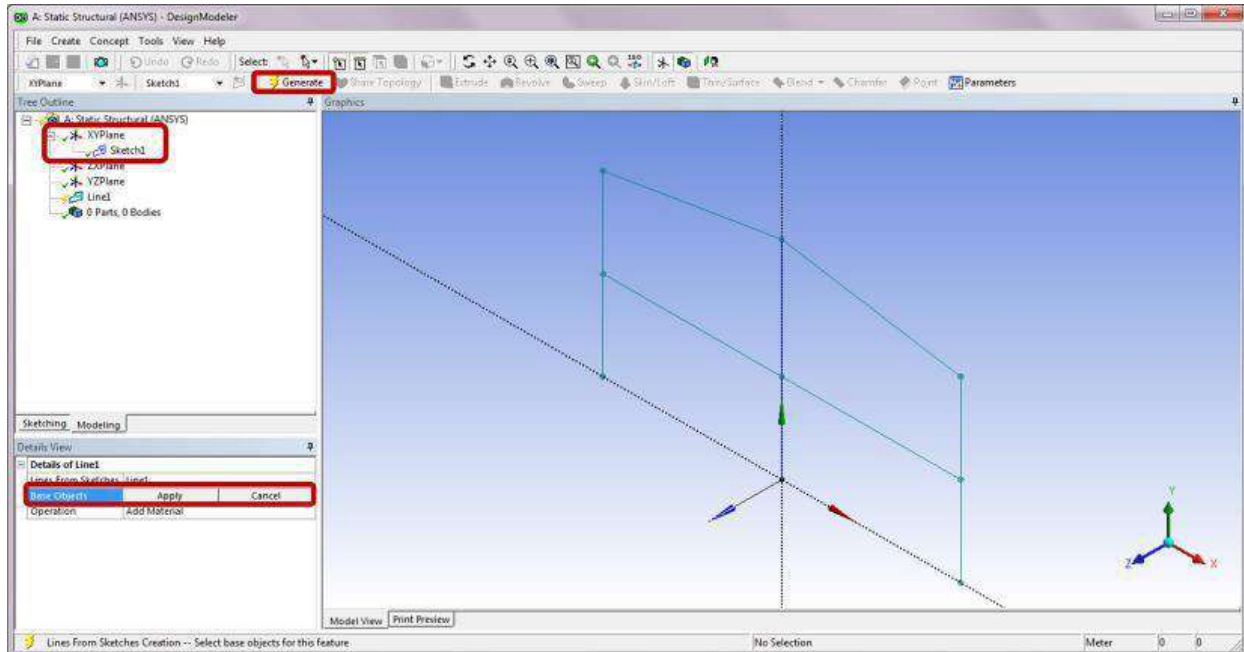 A: Static Structural (ANSYS) - DesignModeler
File Create Concept Tools View Help
Undo Redo Select:
XYPlane Sketch1 Generate Share Topology Extrude Revolve Sweep Skin/Loft Thin/Surface Blend Chamfer Point Parameters
Tree Outline
Graphics
A: Static Structural (ANSYS)
XYPlane
Sketch1
ZXPlane
YZPlane
Line1
0 Parts, 0 Bodies
Sketching Modeling
Details View
Details of Line1
Lines From Sketches Line1
Base Objects Apply Cancel
Operation Add Material
Y
Z
X
Model View Print Preview
Lines From Sketches Creation -- Select base objects for this feature
No Selection
Meter 0 0